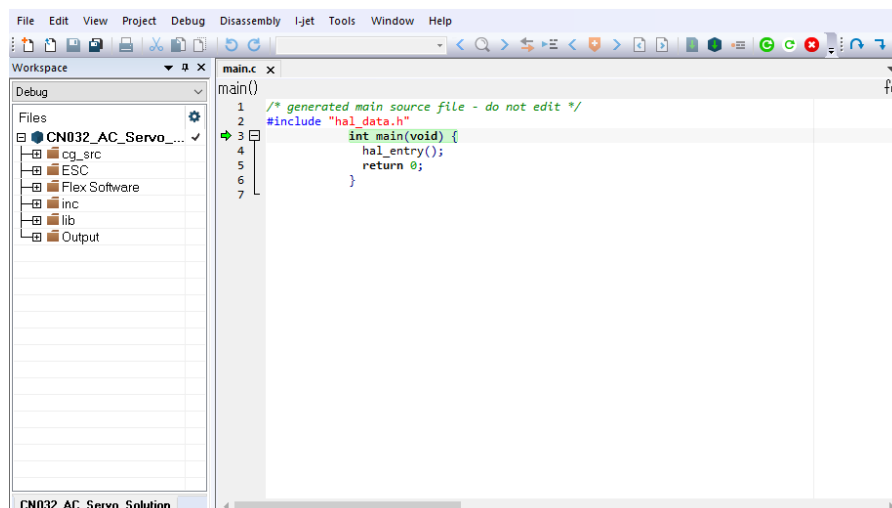 File Edit View Project Debug Disassembly I-jet Tools Window Help
Workspace
main.c
Debug
main()
Files
CN032_AC_Servo_...
cg_src
ESC
Flex Software
inc
lib
Output
1 /* generated main source file - do not edit */
2 #include "hal_data.h"
3 int main(void) {
4 hal_entry();
5 return 0;
6 }
7
CN032_AC_Servo_Solution